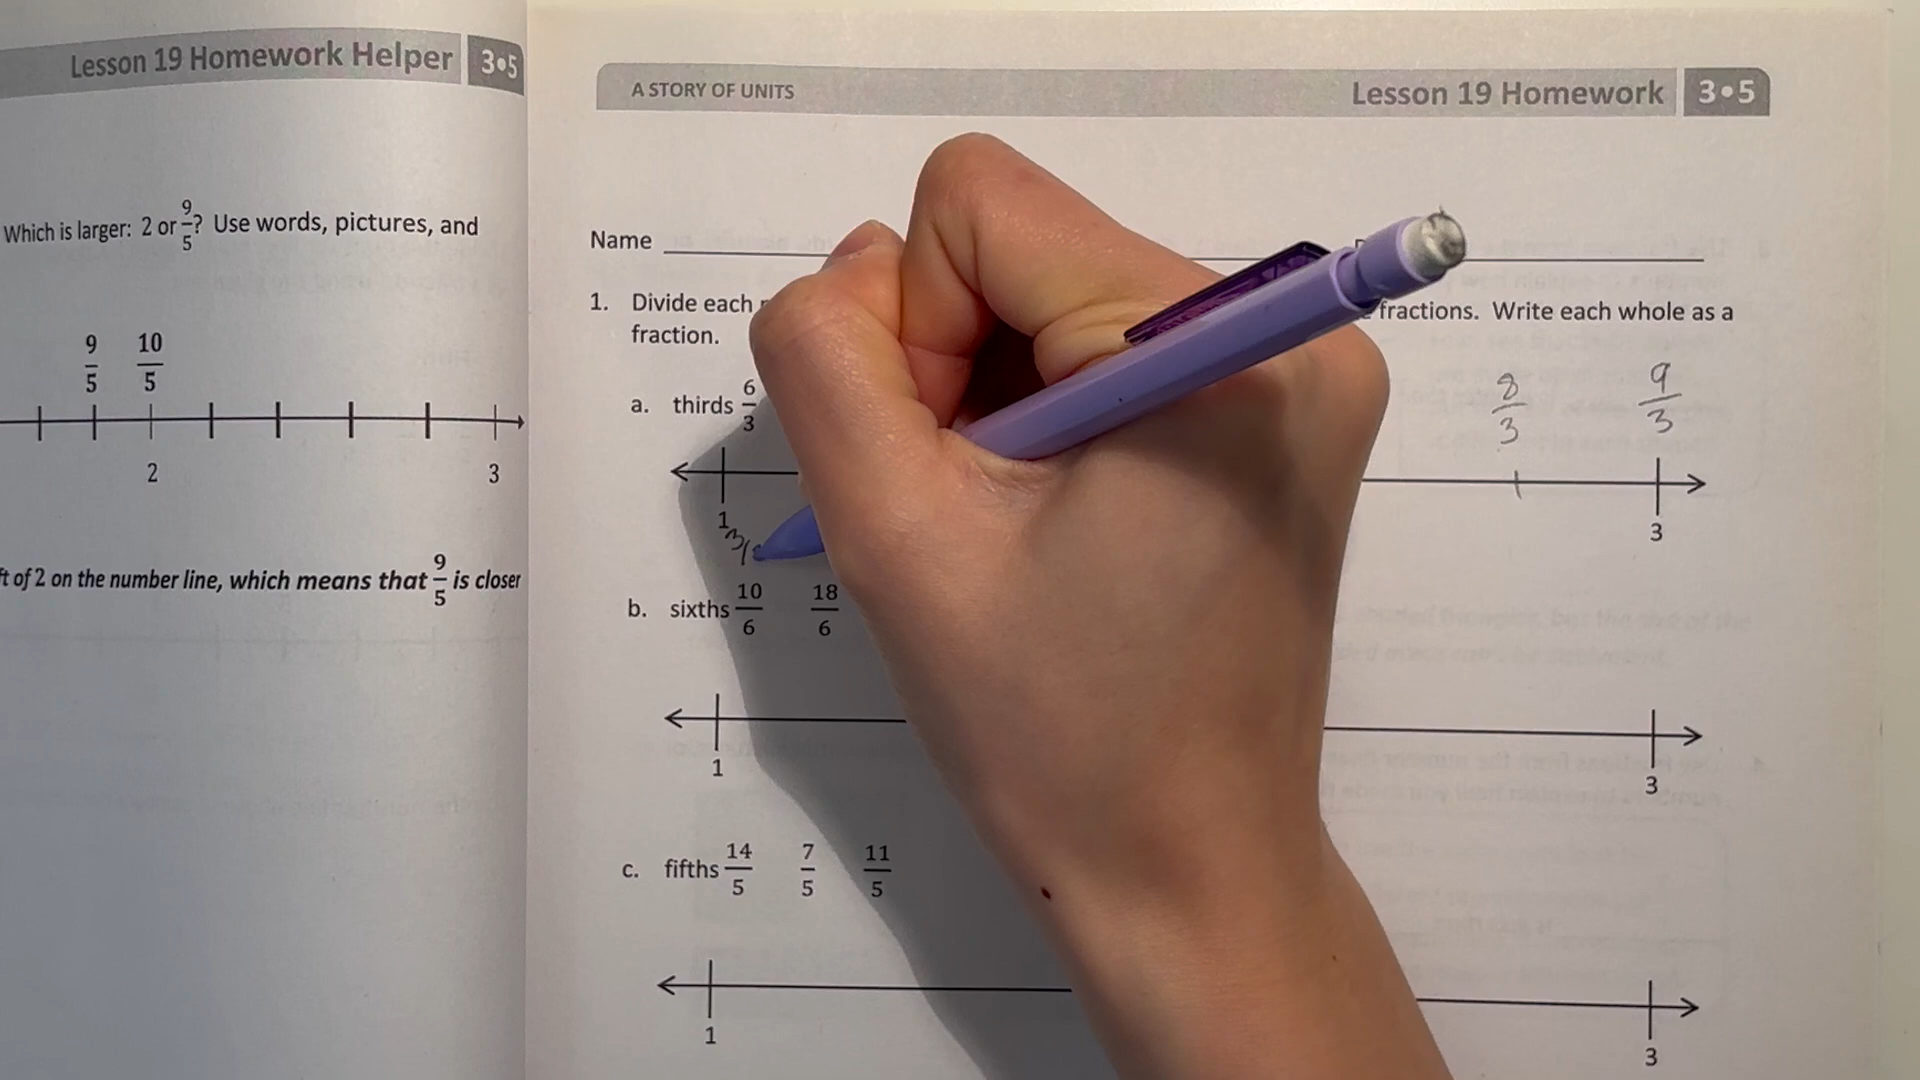 Lesson 19 Homework Helper 3•5
Which is larger: 2 or 9/5? Use words, pictures, and
9/5 10/5
2 3
ft of 2 on the number line, which means that 9/5 is closer
A STORY OF UNITS Lesson 19 Homework 3•5
Name
1. Divide each fractions. Write each whole as a
fraction.
a. thirds 6/3
8/3 9/3
1 3
3/
b. sixths 10/6 18/6
1 3
c. fifths 14/5 7/5 11/5
1 3